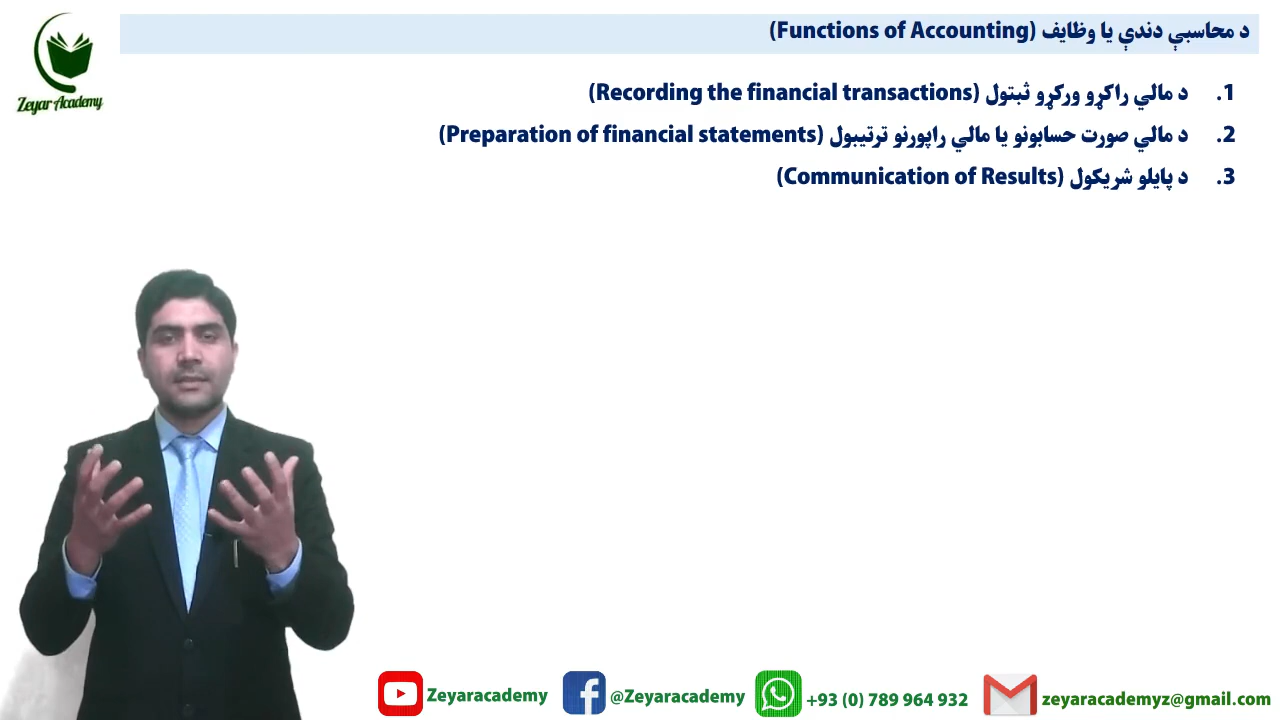 Zeyar Academy
د محاسبې دندې یا وظایف (Functions of Accounting)
1. د مالي راکړو ورکړو ثبتول (Recording the financial transactions)
2. د مالي صورت حسابونو یا مالي راپورنو ترتیبول (Preparation of financial statements)
3. د پایلو شریکول (Communication of Results)
Zeyaracademy @Zeyaracademy +93 (0) 789 964 932 zeyaracademyz@gmail.com